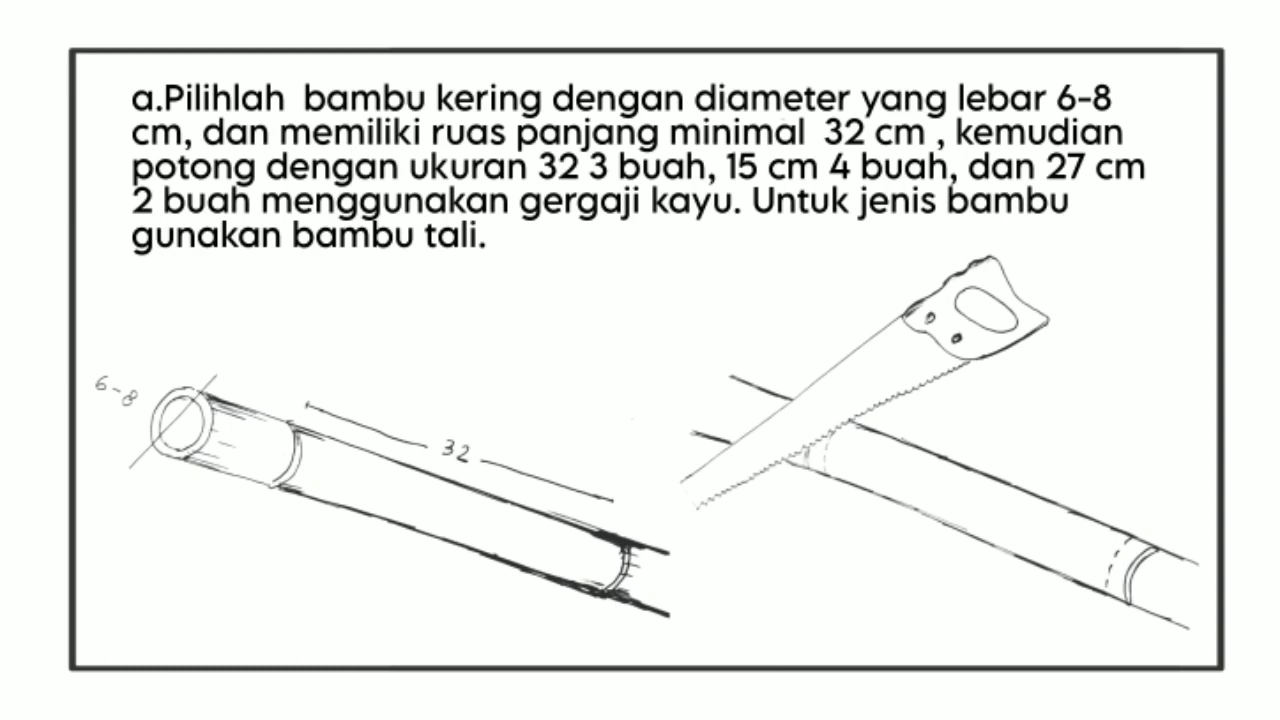 a.Pilihlah bambu kering dengan diameter yang lebar 6-8
cm, dan memiliki ruas panjang minimal 32 cm , kemudian
potong dengan ukuran 32 3 buah, 15 cm 4 buah, dan 27 cm
2 buah menggunakan gergaji kayu. Untuk jenis bambu
gunakan bambu tali.
6-8
32